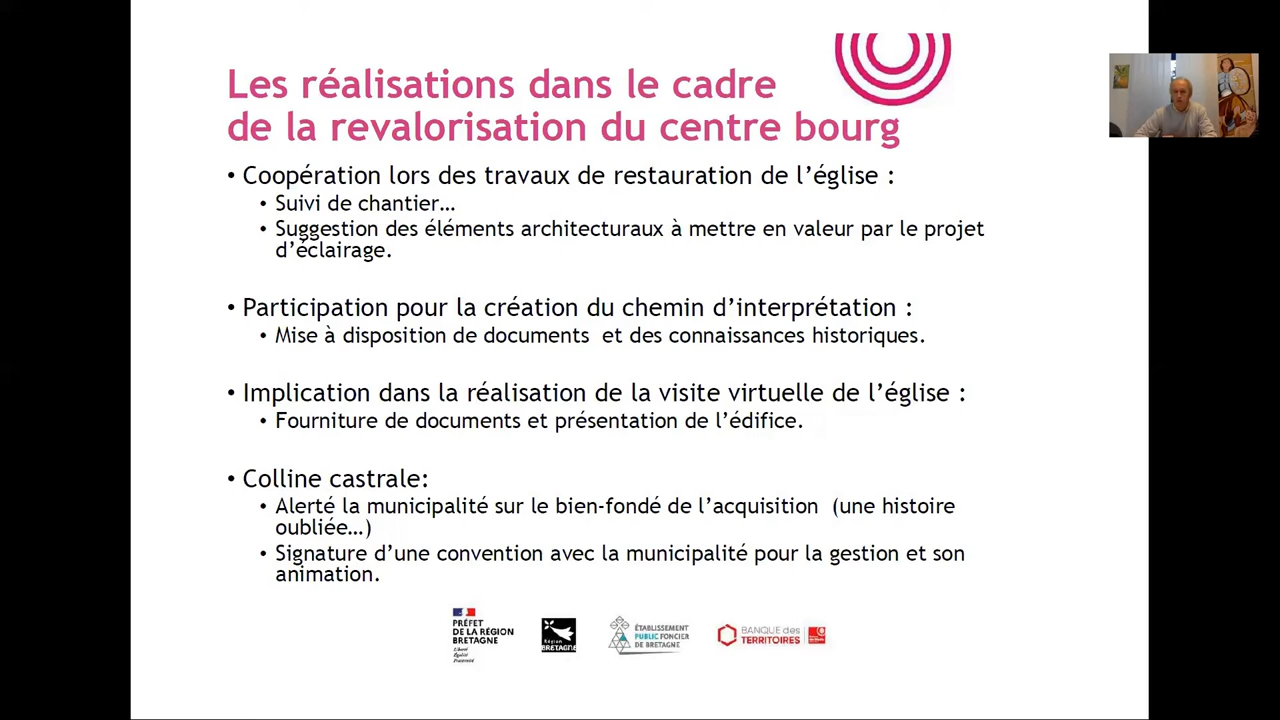 Les réalisations dans le cadre
de la revalorisation du centre bourg
• Coopération lors des travaux de restauration de l’église :
• Suivi de chantier…
• Suggestion des éléments architecturaux à mettre en valeur par le projet
d’éclairage.
• Participation pour la création du chemin d’interprétation :
• Mise à disposition de documents et des connaissances historiques.
• Implication dans la réalisation de la visite virtuelle de l’église :
• Fourniture de documents et présentation de l’édifice.
• Colline castrale:
• Alerté la municipalité sur le bien-fondé de l’acquisition (une histoire
oubliée…)
• Signature d’une convention avec la municipalité pour la gestion et son
animation.
PRÉFET
DE LA RÉGION
BRETAGNE
Liberté
Égalité
Fraternité
Région
BRETAGNE
ÉTABLISSEMENT
PUBLIC FONCIER
DE BRETAGNE
BANQUE des
TERRITOIRES